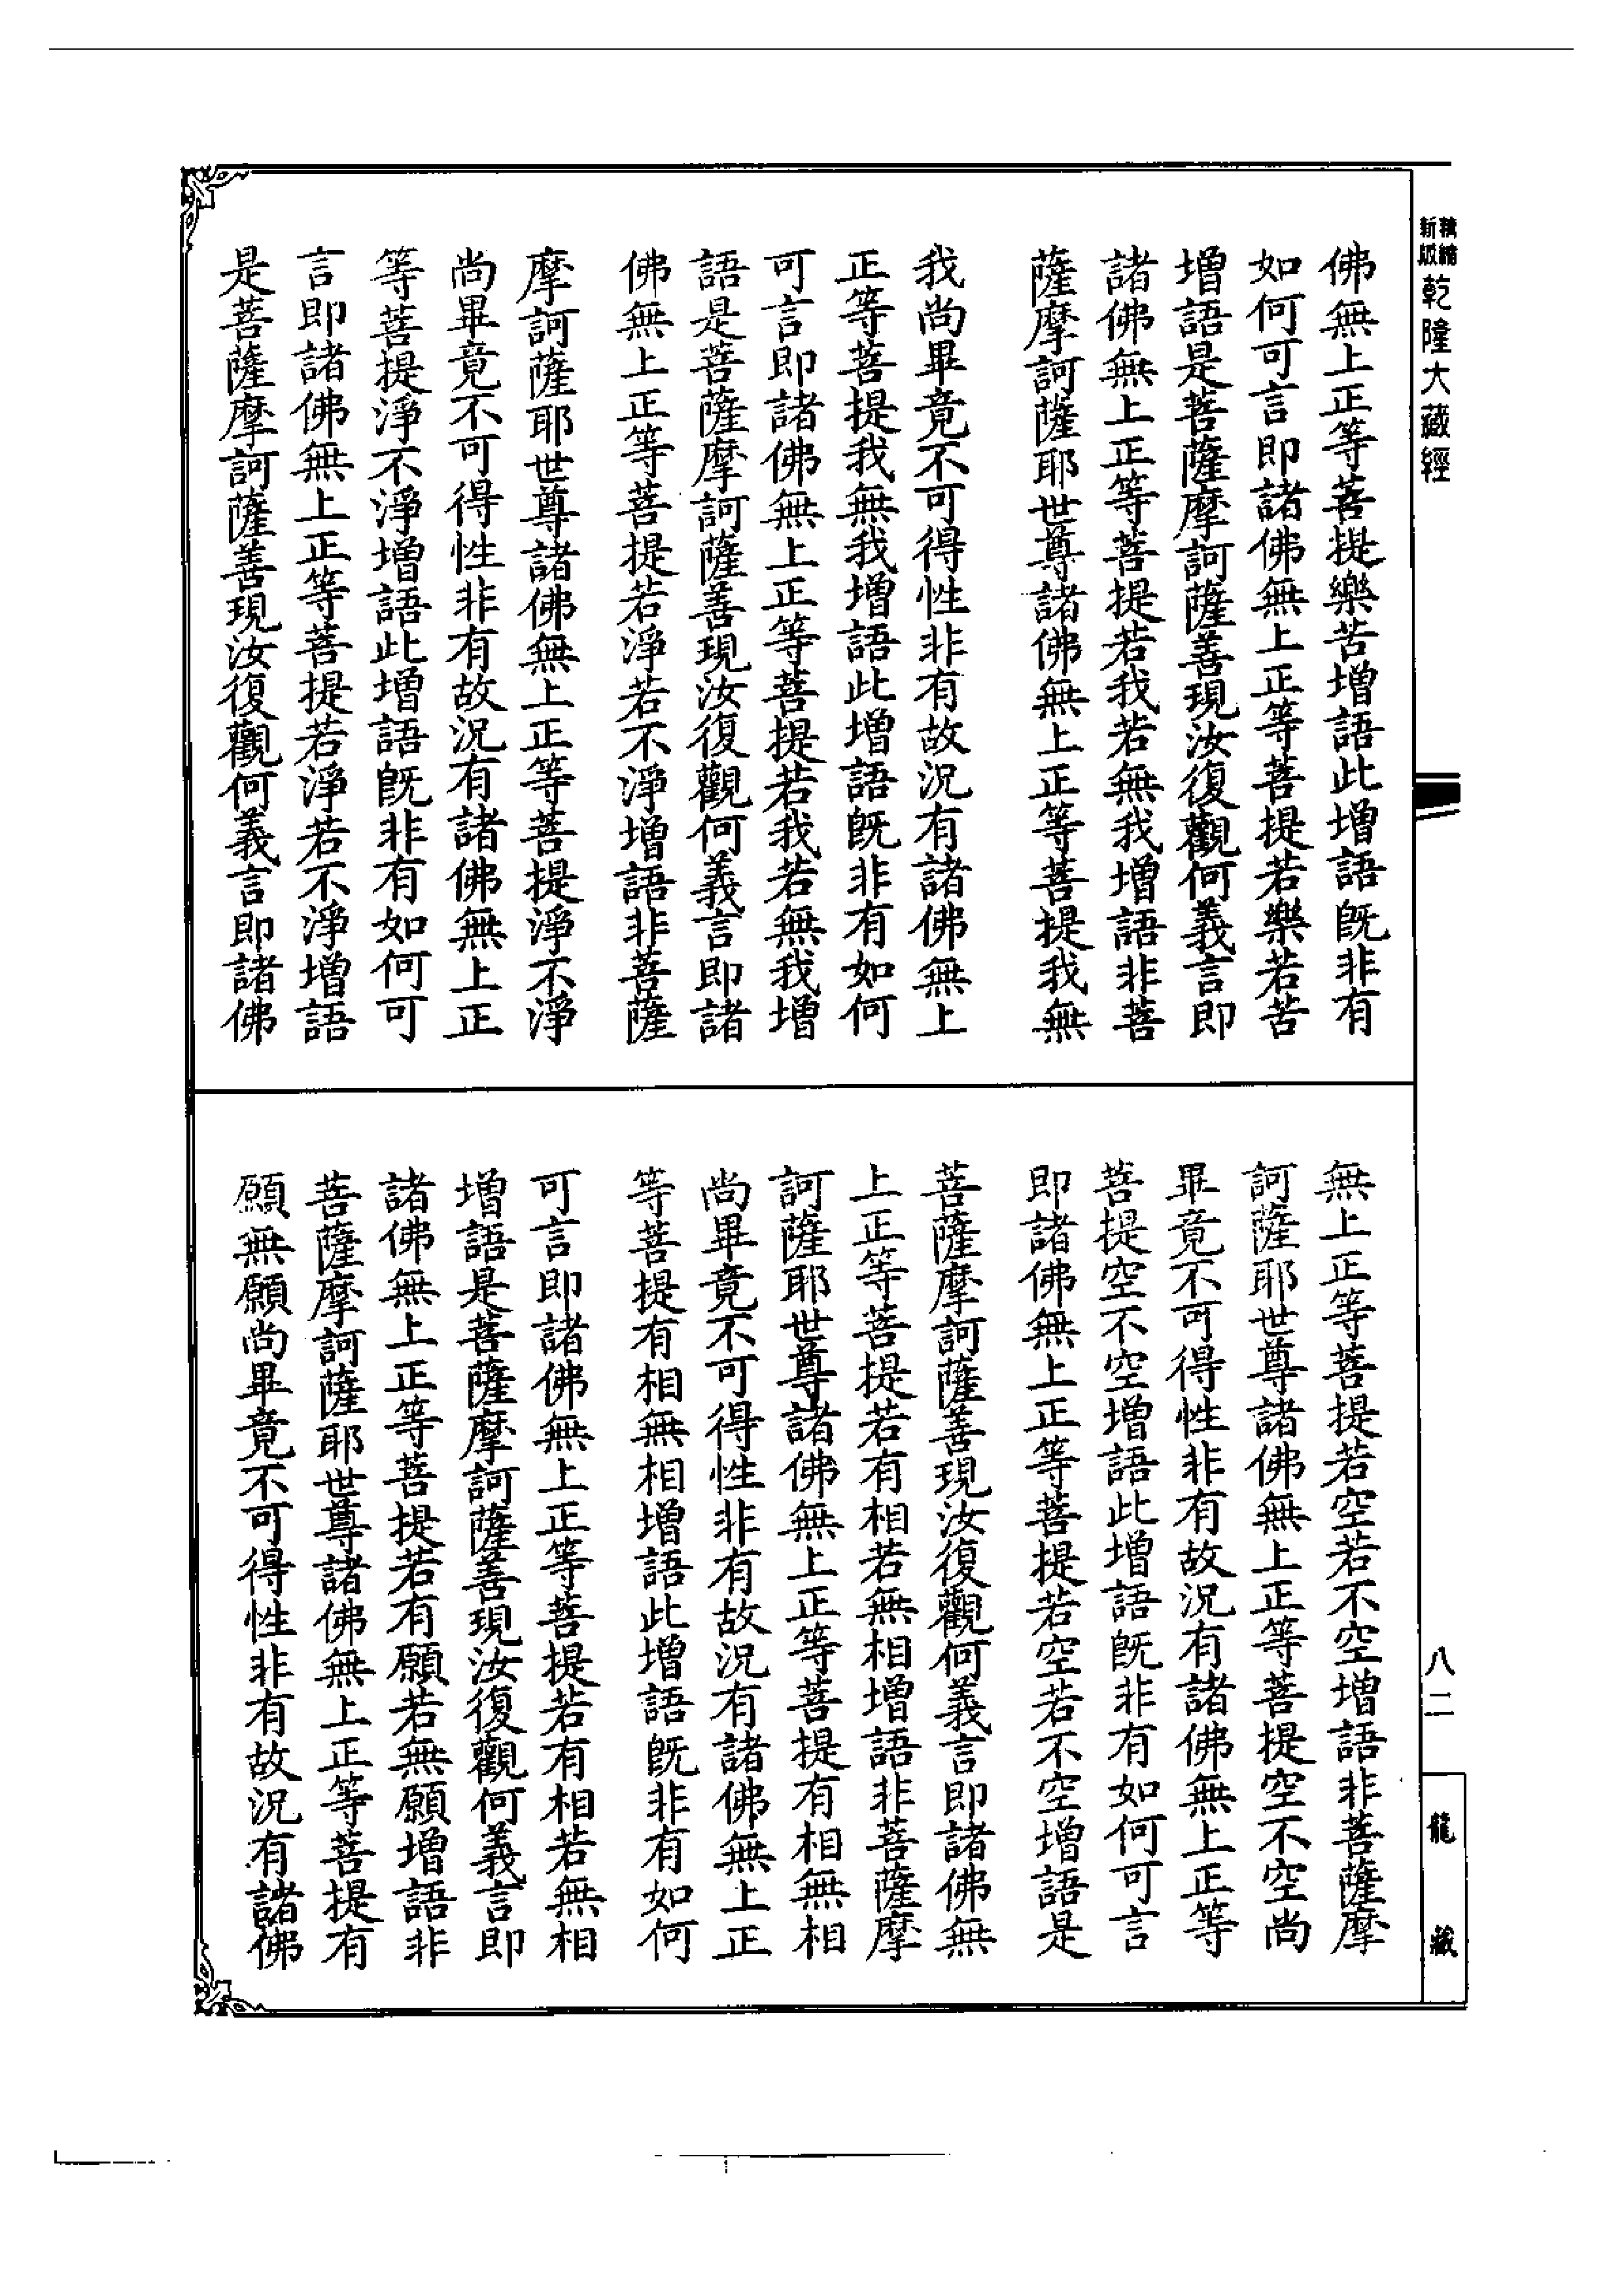 精縮新版乾隆大藏經
佛無上正等菩提樂苦增語此增語既非有
如何可言即諸佛無上正等菩提若樂若苦
增語是菩薩摩訶薩善現汝復觀何義言即
諸佛無上正等菩提若我若無我增語非菩
薩摩訶薩耶世尊諸佛無上正等菩提我無
我尚畢竟不可得性非有故況有諸佛無上
正等菩提我無我增語此增語既非有如何
可言即諸佛無上正等菩提若我若無我增
語是菩薩摩訶薩善現汝復觀何義言即諸
佛無上正等菩提若淨若不淨增語非菩薩
摩訶薩耶世尊諸佛無上正等菩提淨不淨
尚畢竟不可得性非有故況有諸佛無上正
等菩提淨不淨增語此增語既非有如何可
言即諸佛無上正等菩提若淨若不淨增語
是菩薩摩訶薩善現汝復觀何義言即諸佛
無上正等菩提若空若不空增語非菩薩摩
訶薩耶世尊諸佛無上正等菩提空不空尚
畢竟不可得性非有故況有諸佛無上正等
菩提空不空增語此增語既非有如何可言
即諸佛無上正等菩提若空若不空增語是
菩薩摩訶薩善現汝復觀何義言即諸佛無
上正等菩提若有相若無相增語非菩薩摩
訶薩耶世尊諸佛無上正等菩提有相無相
尚畢竟不可得性非有故況有諸佛無上正
等菩提有相無相增語此增語既非有如何
可言即諸佛無上正等菩提若有相若無相
增語是菩薩摩訶薩善現汝復觀何義言即
諸佛無上正等菩提若有願若無願增語非
菩薩摩訶薩耶世尊諸佛無上正等菩提有
願無願尚畢竟不可得性非有故況有諸佛
八二
龍藏